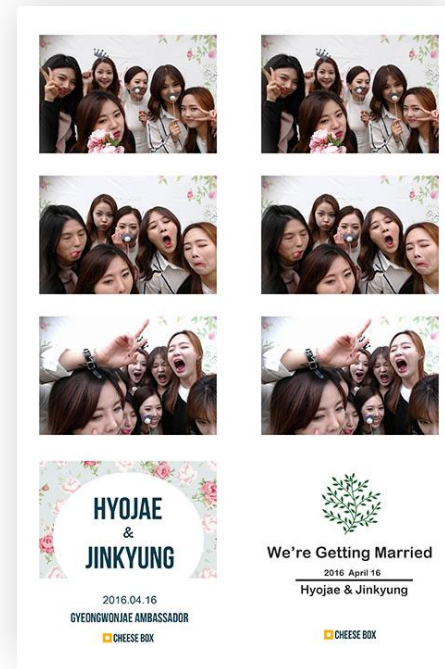 HYOJAE
&
JINKYUNG
2016.04.16
GYEONGWONJAE AMBASSADOR
CHEESE BOX
We're Getting Married
2016 April 16
Hyojae & Jinkyung
CHEESE BOX